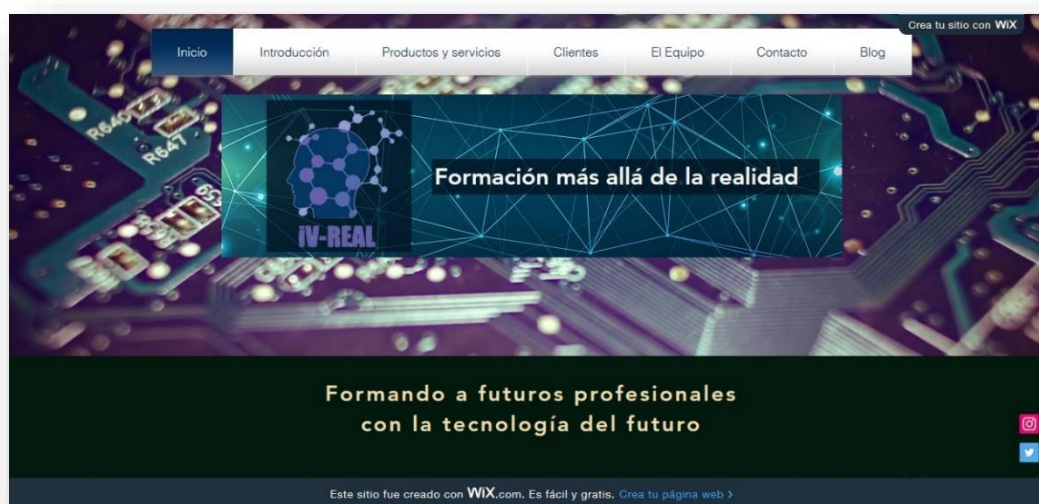 Crea tu sitio con WiX
Inicio Introducción Productos y servicios Clientes El Equipo Contacto Blog
R640
R647
Formación más allá de la realidad
iV-REAL
Formando a futuros profesionales
con la tecnología del futuro
Este sitio fue creado con WiX.com. Es fácil y gratis. Crea tu página web >